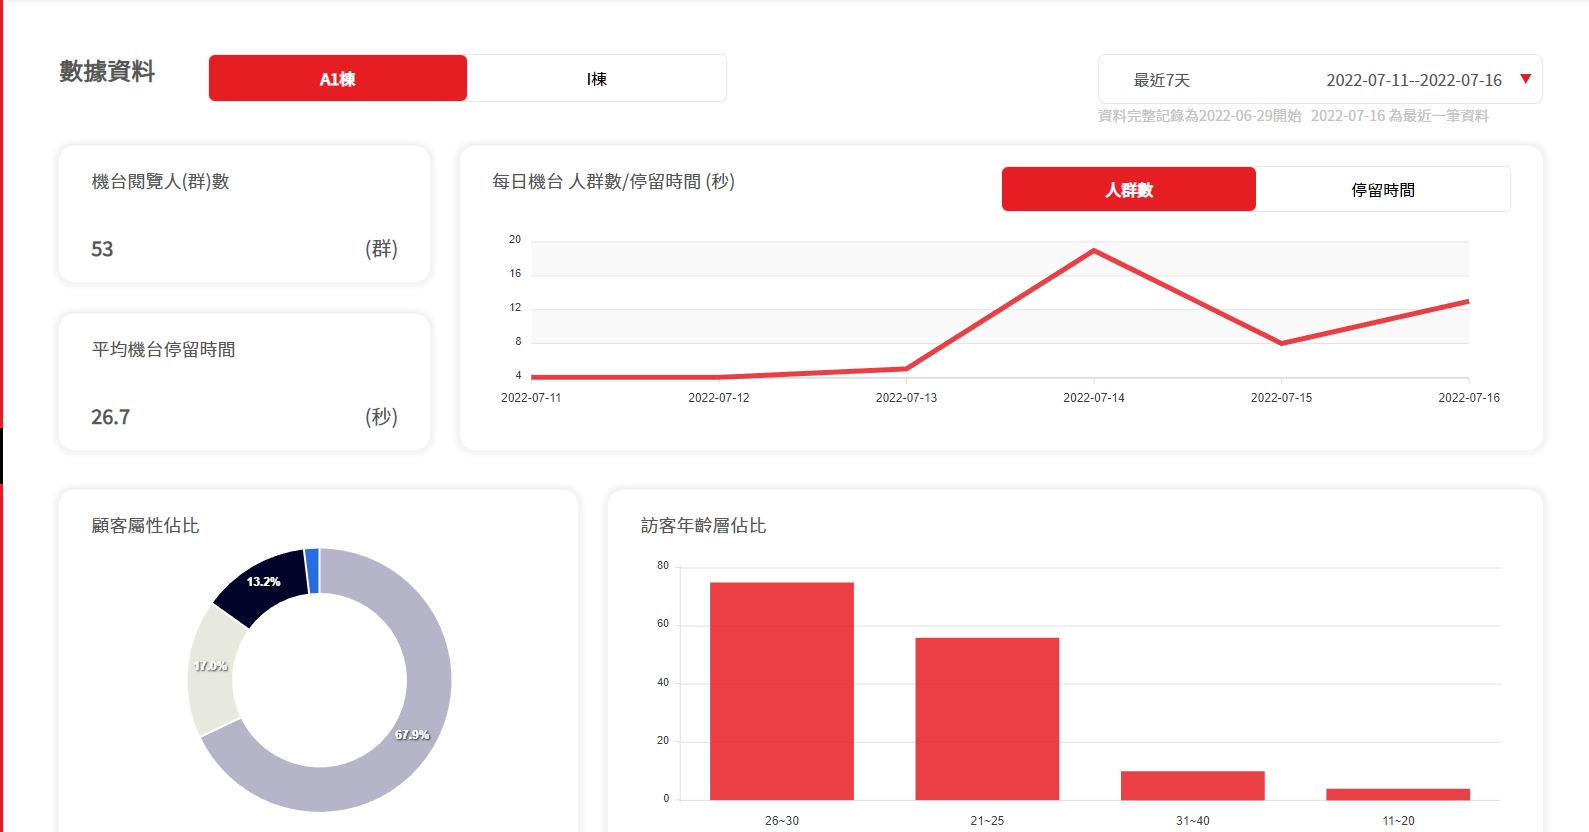 數據資料
A1棟
I棟
最近7天
2022-07-11--2022-07-16
資料完整記錄為2022-06-29開始 2022-07-16 為最近一筆資料
機台閱覽人(群)數
53
(群)
平均機台停留時間
26.7
(秒)
每日機台 人群數/停留時間 (秒)
人群數
停留時間
20
16
12
8
4
2022-07-11
2022-07-12
2022-07-13
2022-07-14
2022-07-15
2022-07-16
顧客屬性佔比
13.2%
17.0%
67.9%
訪客年齡層佔比
80
60
40
20
0
26~30
21~25
31~40
11~20